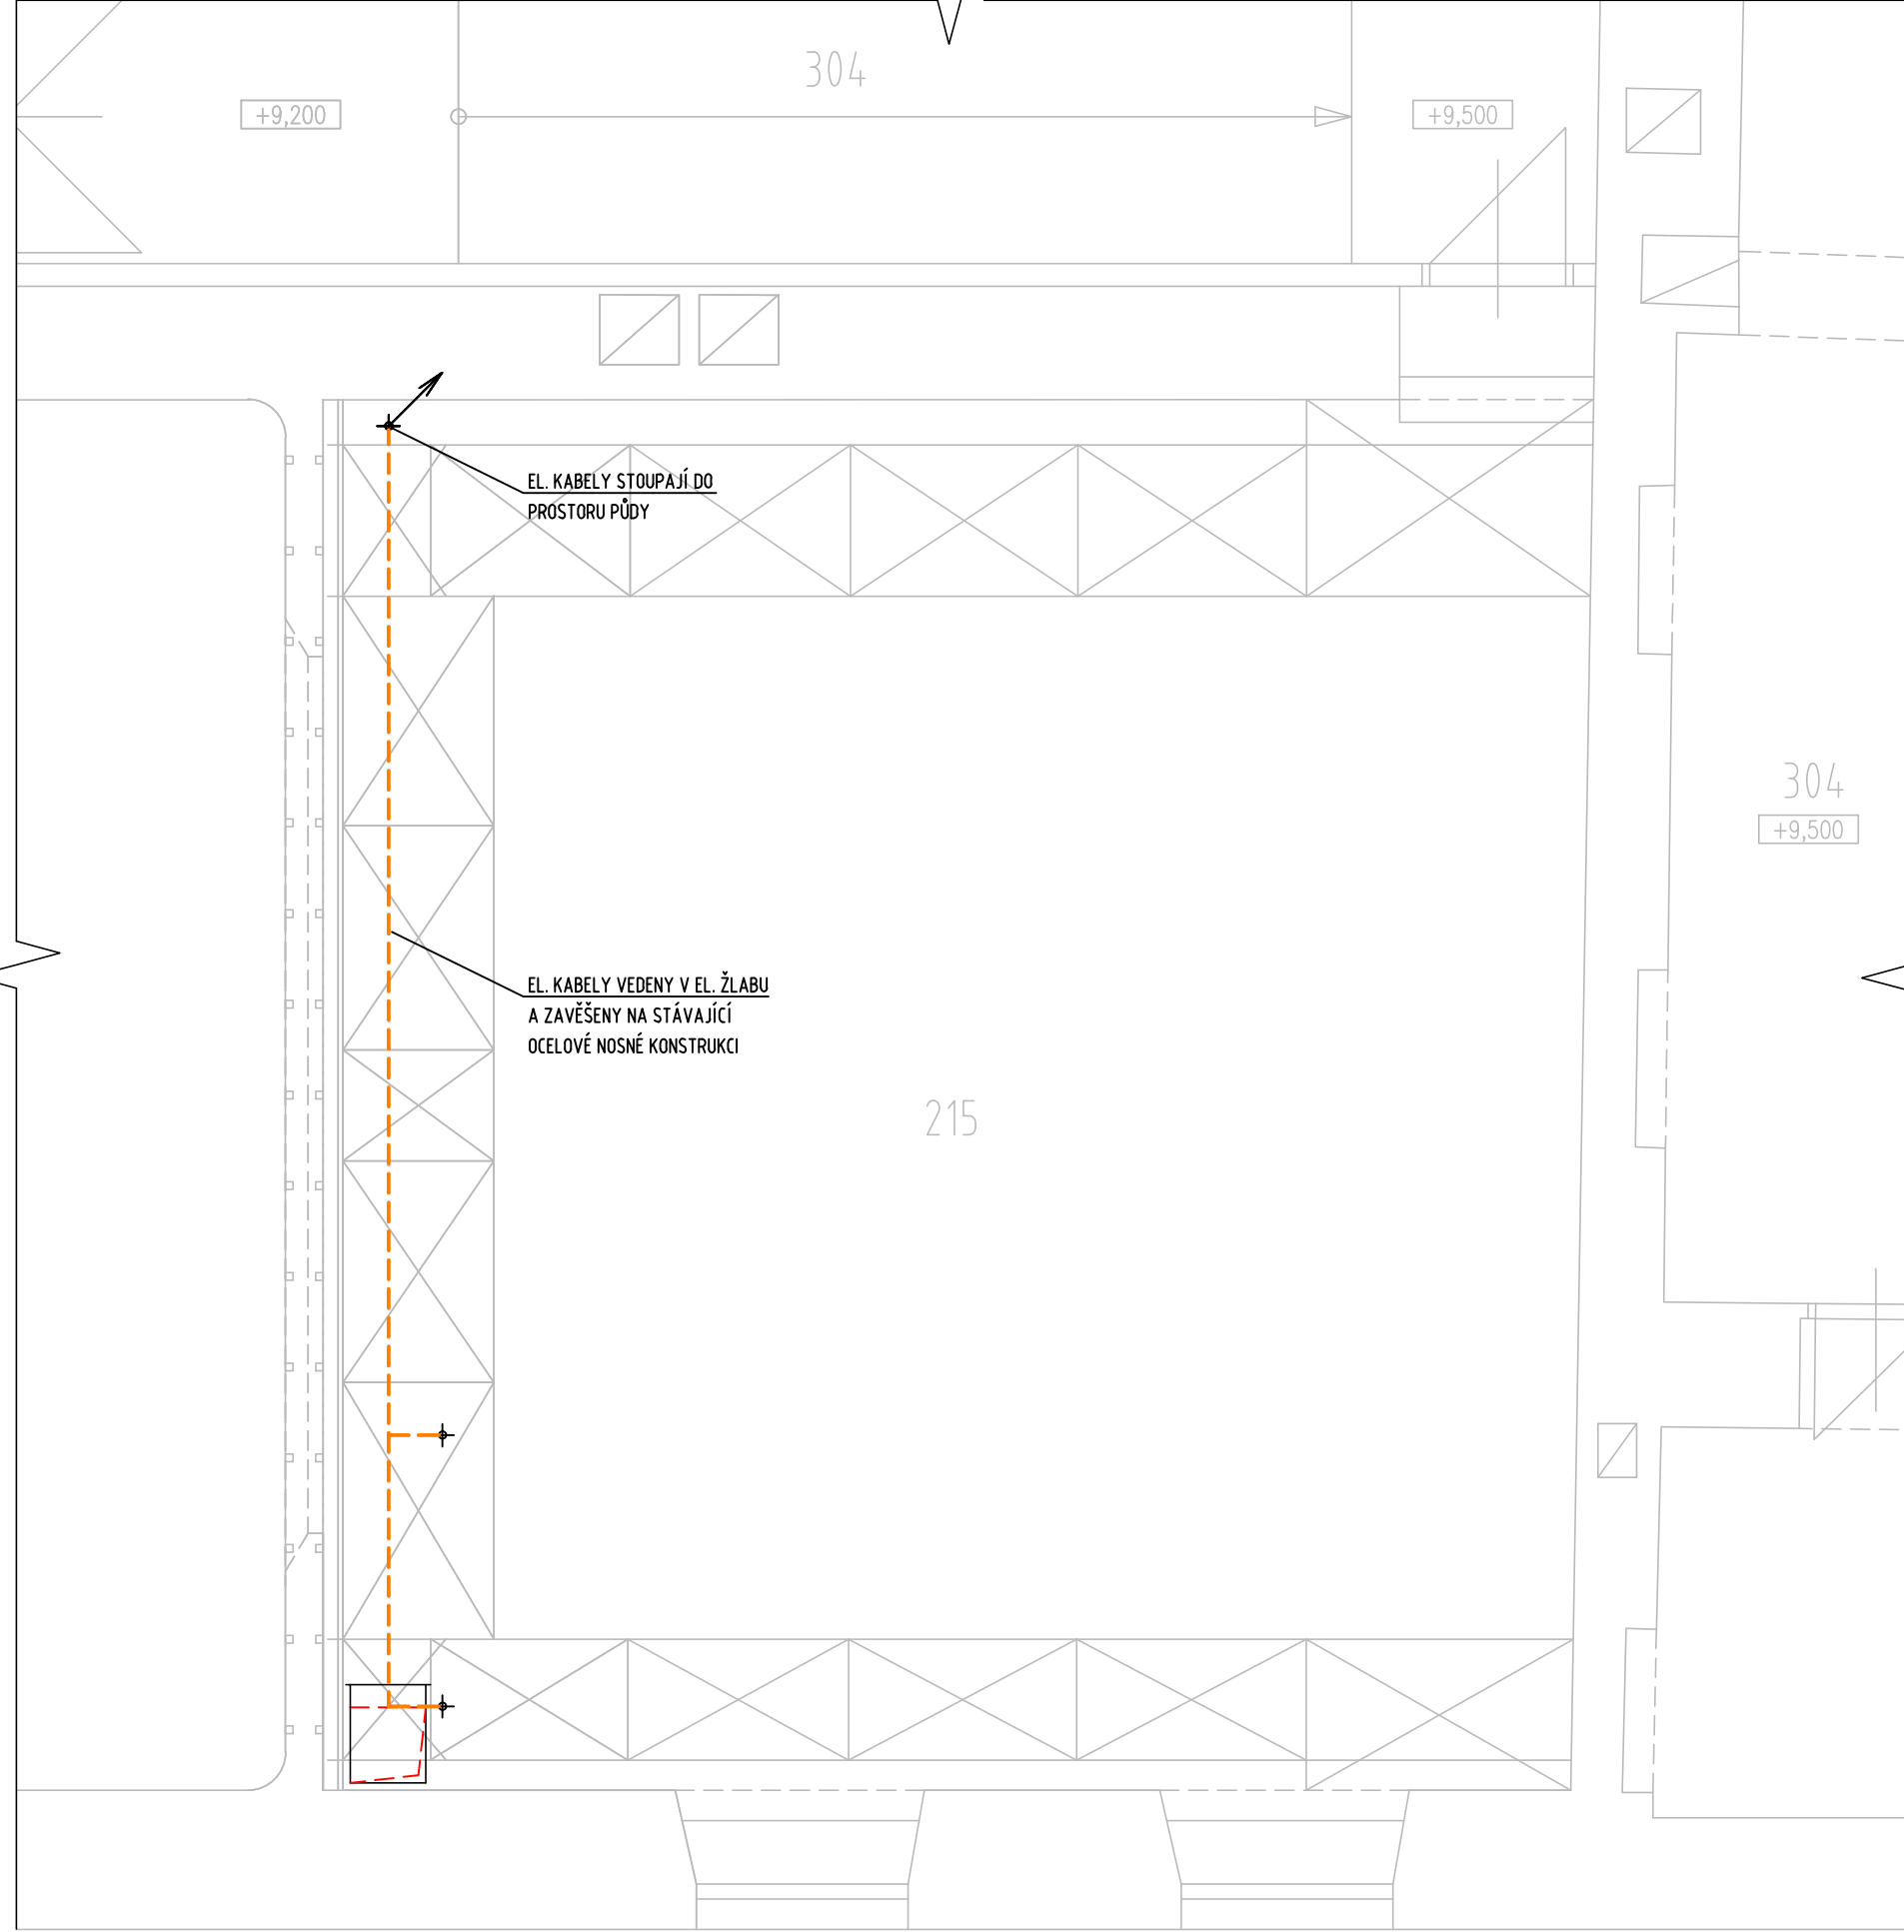 304
+9,200
+9,500
EL. KABELY STOUPAJÍ DO
PROSTORU PŮDY
304
+9,500
EL. KABELY VEDENY V EL. ŽLABU
A ZAVĚŠENY NA STÁVAJÍCÍ
OCELOVÉ NOSNÉ KONSTRUKCI
215